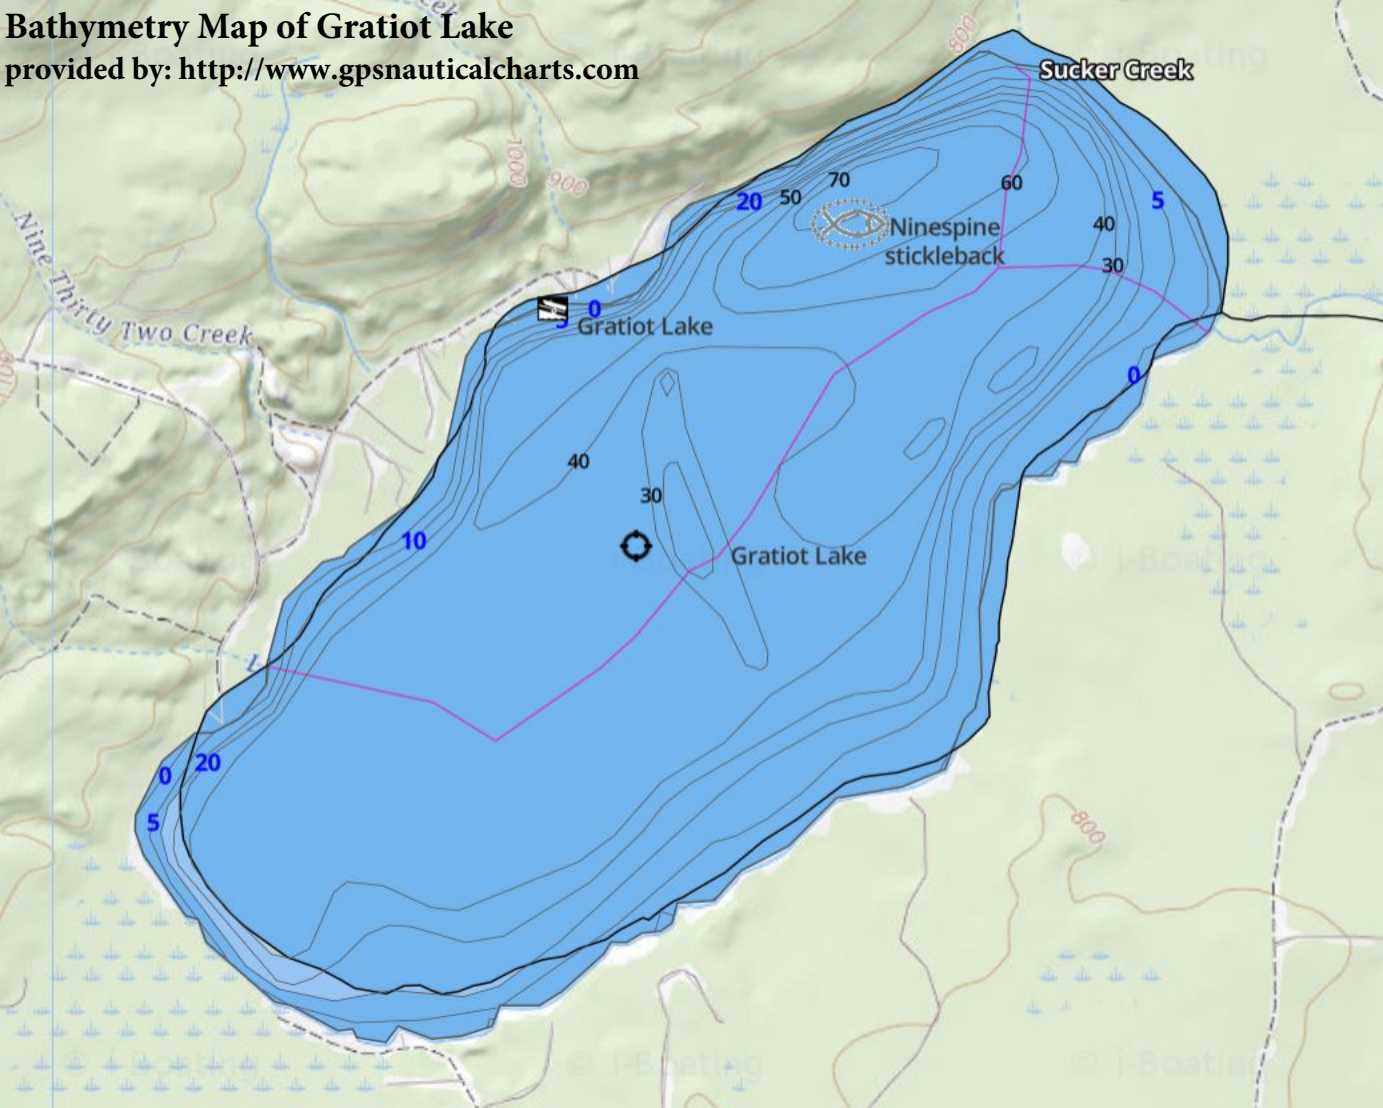 Bathymetry Map of Gratiot Lake
provided by: http://www.gpsnauticalcharts.com
800
Sucker Creek
1000
900
20
50
70
60
5
40
30
Ninespine
stickleback
Nine Thirty Two Creek
0
5
Gratiot Lake
1100
0
40
30
10
Gratiot Lake
L
0
20
5
800
© i-Boating
© i-Boating
© i-Boating